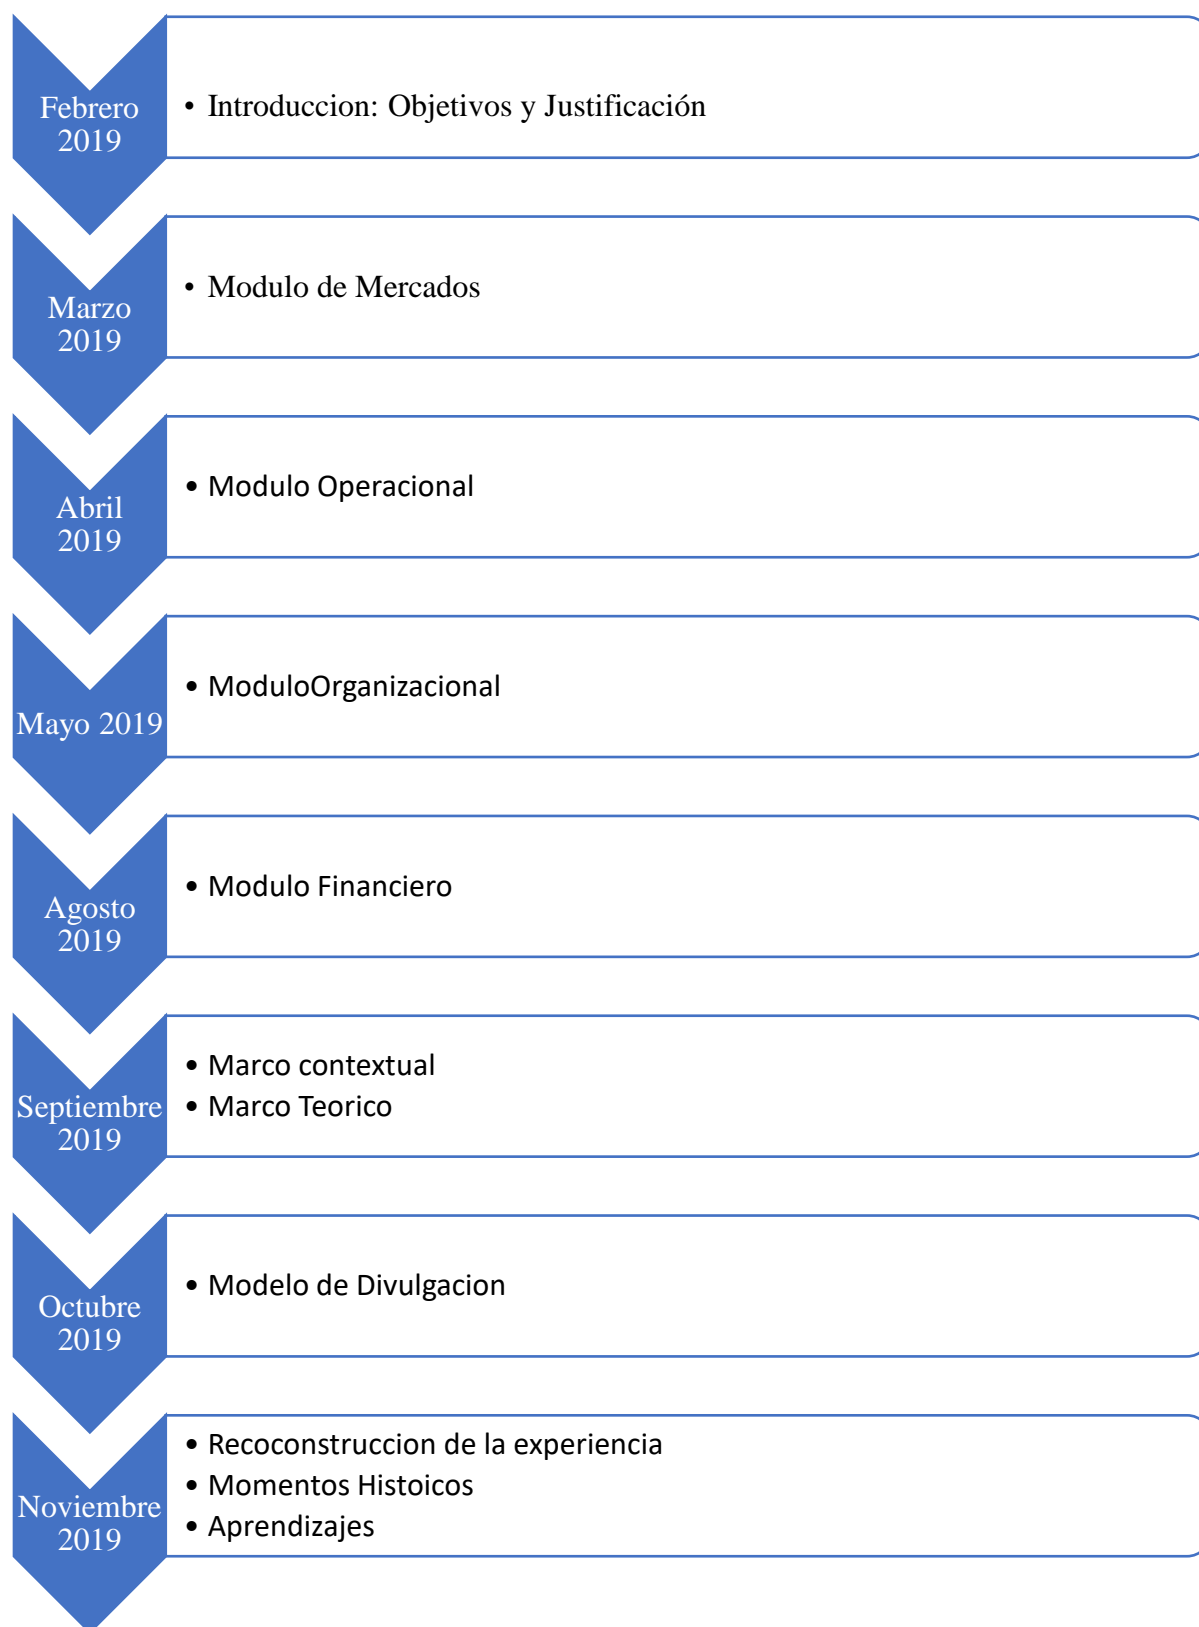 Febrero
2019
• Introduccion: Objetivos y Justificación
Marzo
2019
• Modulo de Mercados
Abril
2019
• Modulo Operacional
Mayo 2019
• ModuloOrganizacional
Agosto
2019
• Modulo Financiero
Septiembre
2019
• Marco contextual
• Marco Teorico
Octubre
2019
• Modelo de Divulgacion
Noviembre
2019
• Recoconstruccion de la experiencia
• Momentos Histoicos
• Aprendizajes